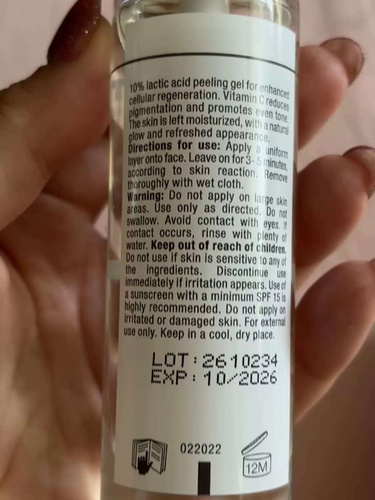 10% lactic acid peeling gel for enhanced
cellular regeneration. Vitamin C reduces
pigmentation and promotes even tone.
The skin is left moisturized, with a natural
glow and refreshed appearance.
Directions for use: Apply a uniform
layer onto face. Leave on for 3- 5 minutes,
according to skin reaction. Remove
thoroughly with wet cloth.
Warning: Do not apply on large skin
areas. Use only as directed. Do not
swallow. Avoid contact with eyes. If
contact occurs, rinse with plenty of
water. Keep out of reach of children.
Do not use if skin is sensitive to any of
the ingredients. Discontinue use
immediately if irritation appears. Use of
a sunscreen with a minimum SPF 15 is
highly recommended. Do not apply on
irritated or damaged skin. For external
use only. Keep in a cool, dry place.
LOT:2610234
EXP:10/2026
022022
12M